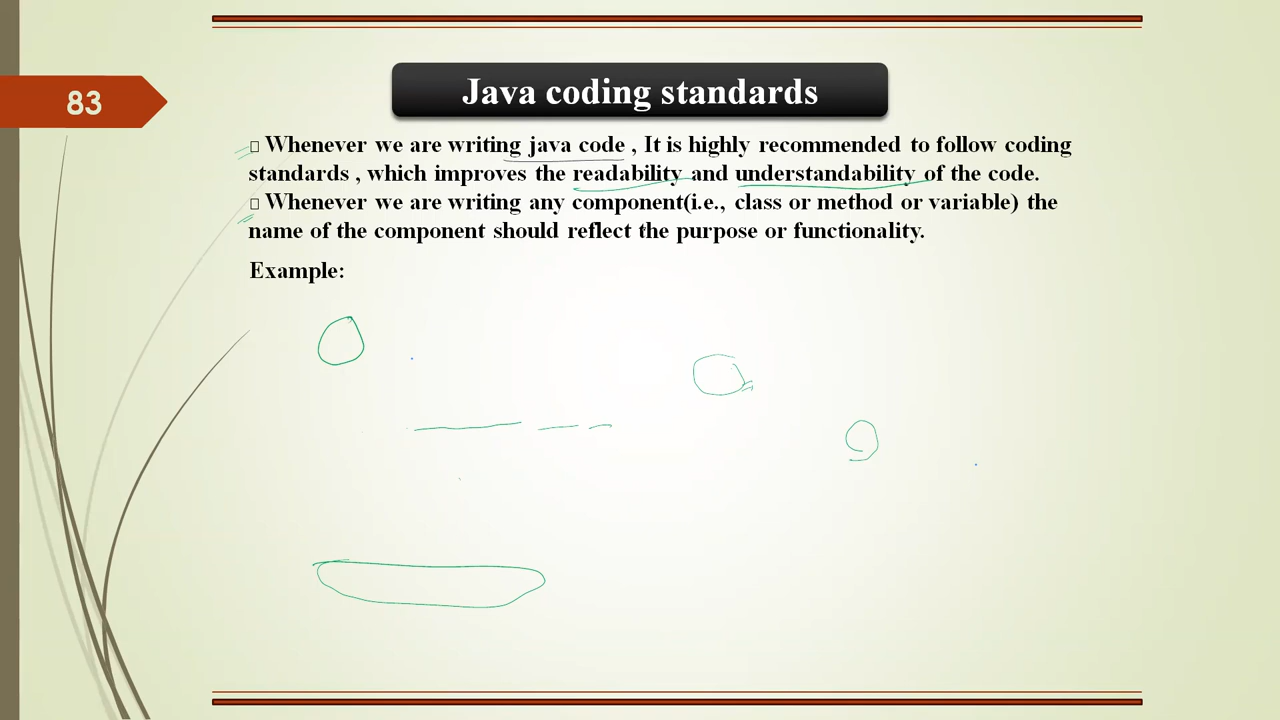 83
Java coding standards
Whenever we are writing java code , It is highly recommended to follow coding
standards , which improves the readability and understandability of the code.
Whenever we are writing any component(i.e., class or method or variable) the
name of the component should reflect the purpose or functionality.
Example: